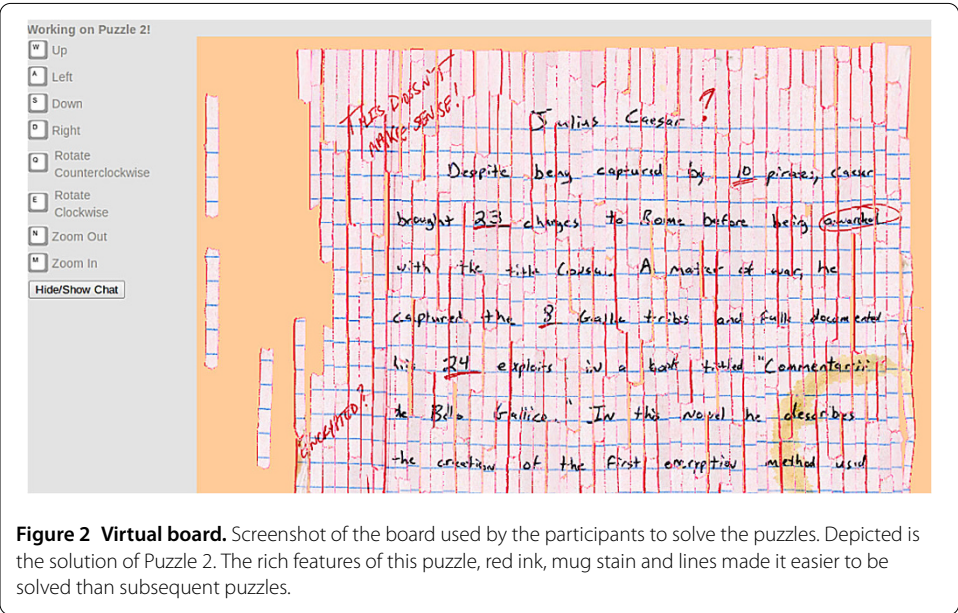 Working on Puzzle 2!
W Up
A Left
S Down
D Right
Q Rotate
Counterclockwise
E Rotate
Clockwise
N Zoom Out
M Zoom In
Hide/Show Chat
THIS DOESN'T
MAKE SENSE!
Julius Caesar ?
Despite being captured by 10 pirates, Caesar
brought 23 charges to Rome before being awarded
with the title Consul. A master of war, he
captured the 8 Gallic tribes and fully documented
his 24 exploits in a book titled "Commentarii
ENCRYPTED?
de Bello Gallico." In this novel he describes
the creation of the first encryption method used
Figure 2 Virtual board. Screenshot of the board used by the participants to solve the puzzles. Depicted is
the solution of Puzzle 2. The rich features of this puzzle, red ink, mug stain and lines made it easier to be
solved than subsequent puzzles.